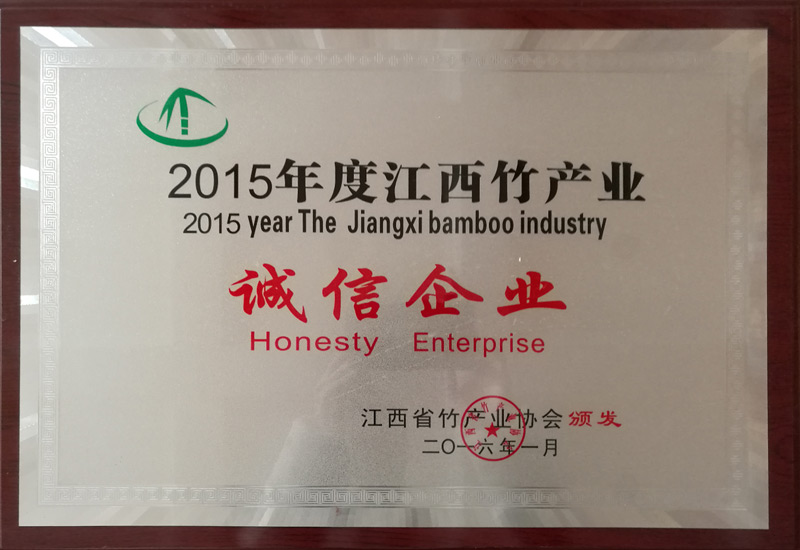 2015年度江西竹产业
2015 year The Jiangxi bamboo industry
诚信企业
Honesty Enterprise
江西省竹产业协会颁发
二〇一六年一月